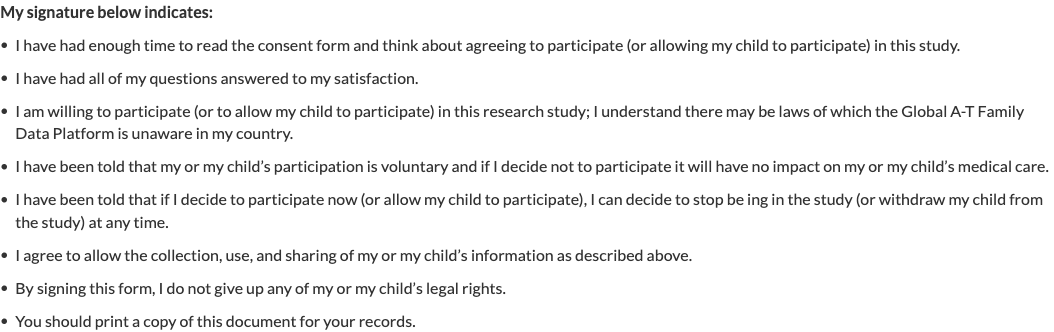 My signature below indicates:
• I have had enough time to read the consent form and think about agreeing to participate (or allowing my child to participate) in this study.
• I have had all of my questions answered to my satisfaction.
• I am willing to participate (or to allow my child to participate) in this research study; I understand there may be laws of which the Global A-T Family
Data Platform is unaware in my country.
• I have been told that my or my child's participation is voluntary and if I decide not to participate it will have no impact on my or my child's medical care.
• I have been told that if I decide to participate now (or allow my child to participate), I can decide to stop be ing in the study (or withdraw my child from
the study) at any time.
• I agree to allow the collection, use, and sharing of my or my child's information as described above.
• By signing this form, I do not give up any of my or my child's legal rights.
• You should print a copy of this document for your records.